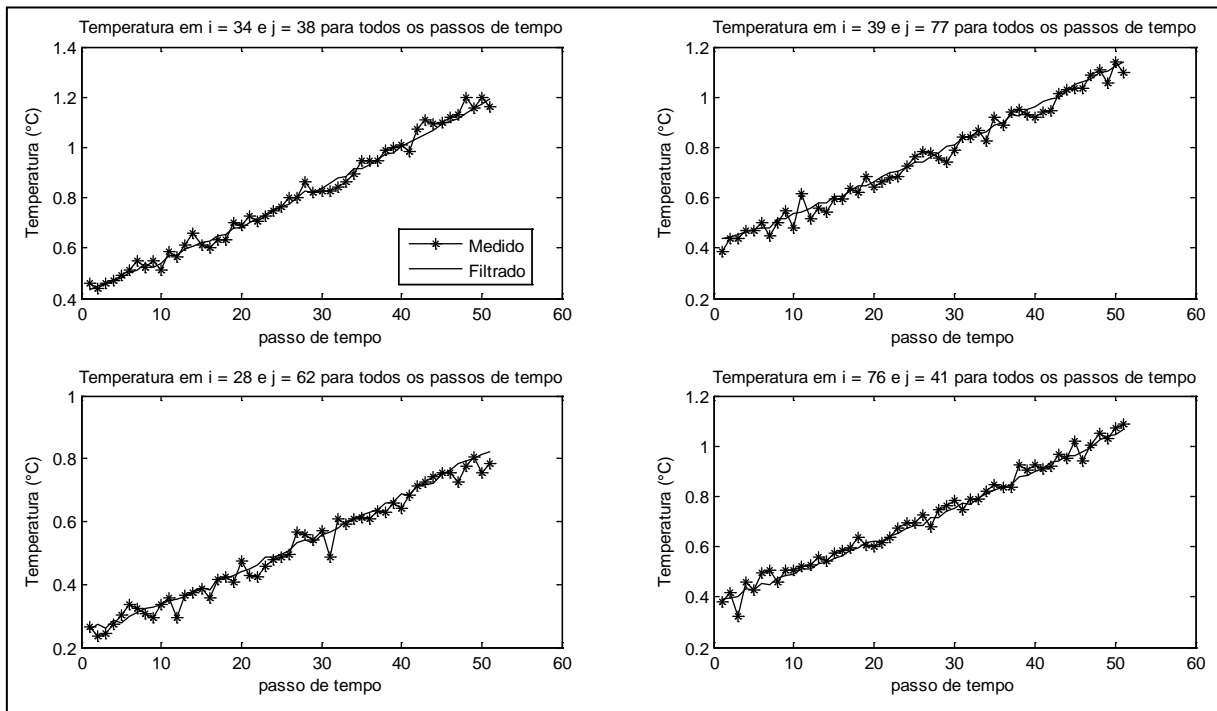 Temperatura em i = 34 e j = 38 para todos os passos de tempo
1.4
1.2
1
0.8
0.6
0.4
Temperatura (°C)
Medido
Filtrado
0 10 20 30 40 50 60
passo de tempo
Temperatura em i = 39 e j = 77 para todos os passos de tempo
1.2
1
0.8
0.6
0.4
0.2
Temperatura (°C)
0 10 20 30 40 50 60
passo de tempo
Temperatura em i = 28 e j = 62 para todos os passos de tempo
1
0.8
0.6
0.4
0.2
Temperatura (°C)
0 10 20 30 40 50 60
passo de tempo
Temperatura em i = 76 e j = 41 para todos os passos de tempo
1.2
1
0.8
0.6
0.4
0.2
Temperatura (°C)
0 10 20 30 40 50 60
passo de tempo